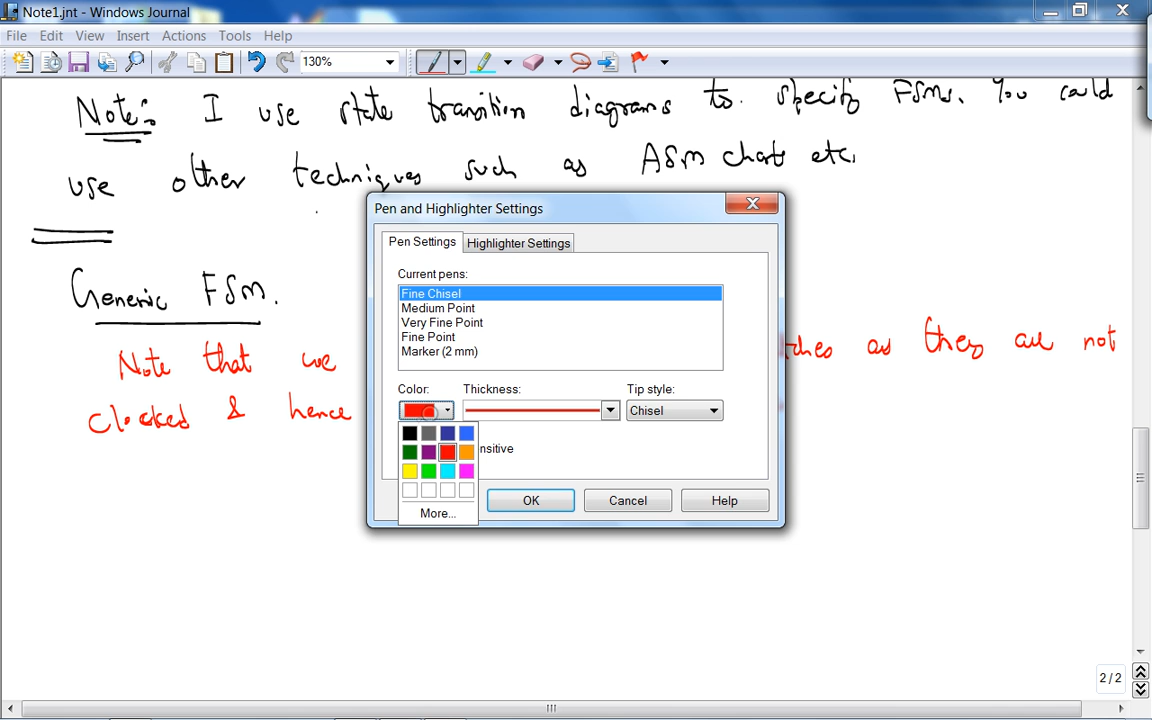 Note1.jnt - Windows Journal
File Edit View Insert Actions Tools Help
130%
Note: I use state transition diagrams to specify FSMs. You could
use other techniques such as ASM charts etc.
Generic FSM.
Note that we
ches as they are not
clocked & hence
Pen and Highlighter Settings
Pen Settings Highlighter Settings
Current pens:
Fine Chisel
Medium Point
Very Fine Point
Fine Point
Marker (2 mm)
Color: Thickness: Tip style:
Chisel
nsitive
More...
OK Cancel Help
2 / 2